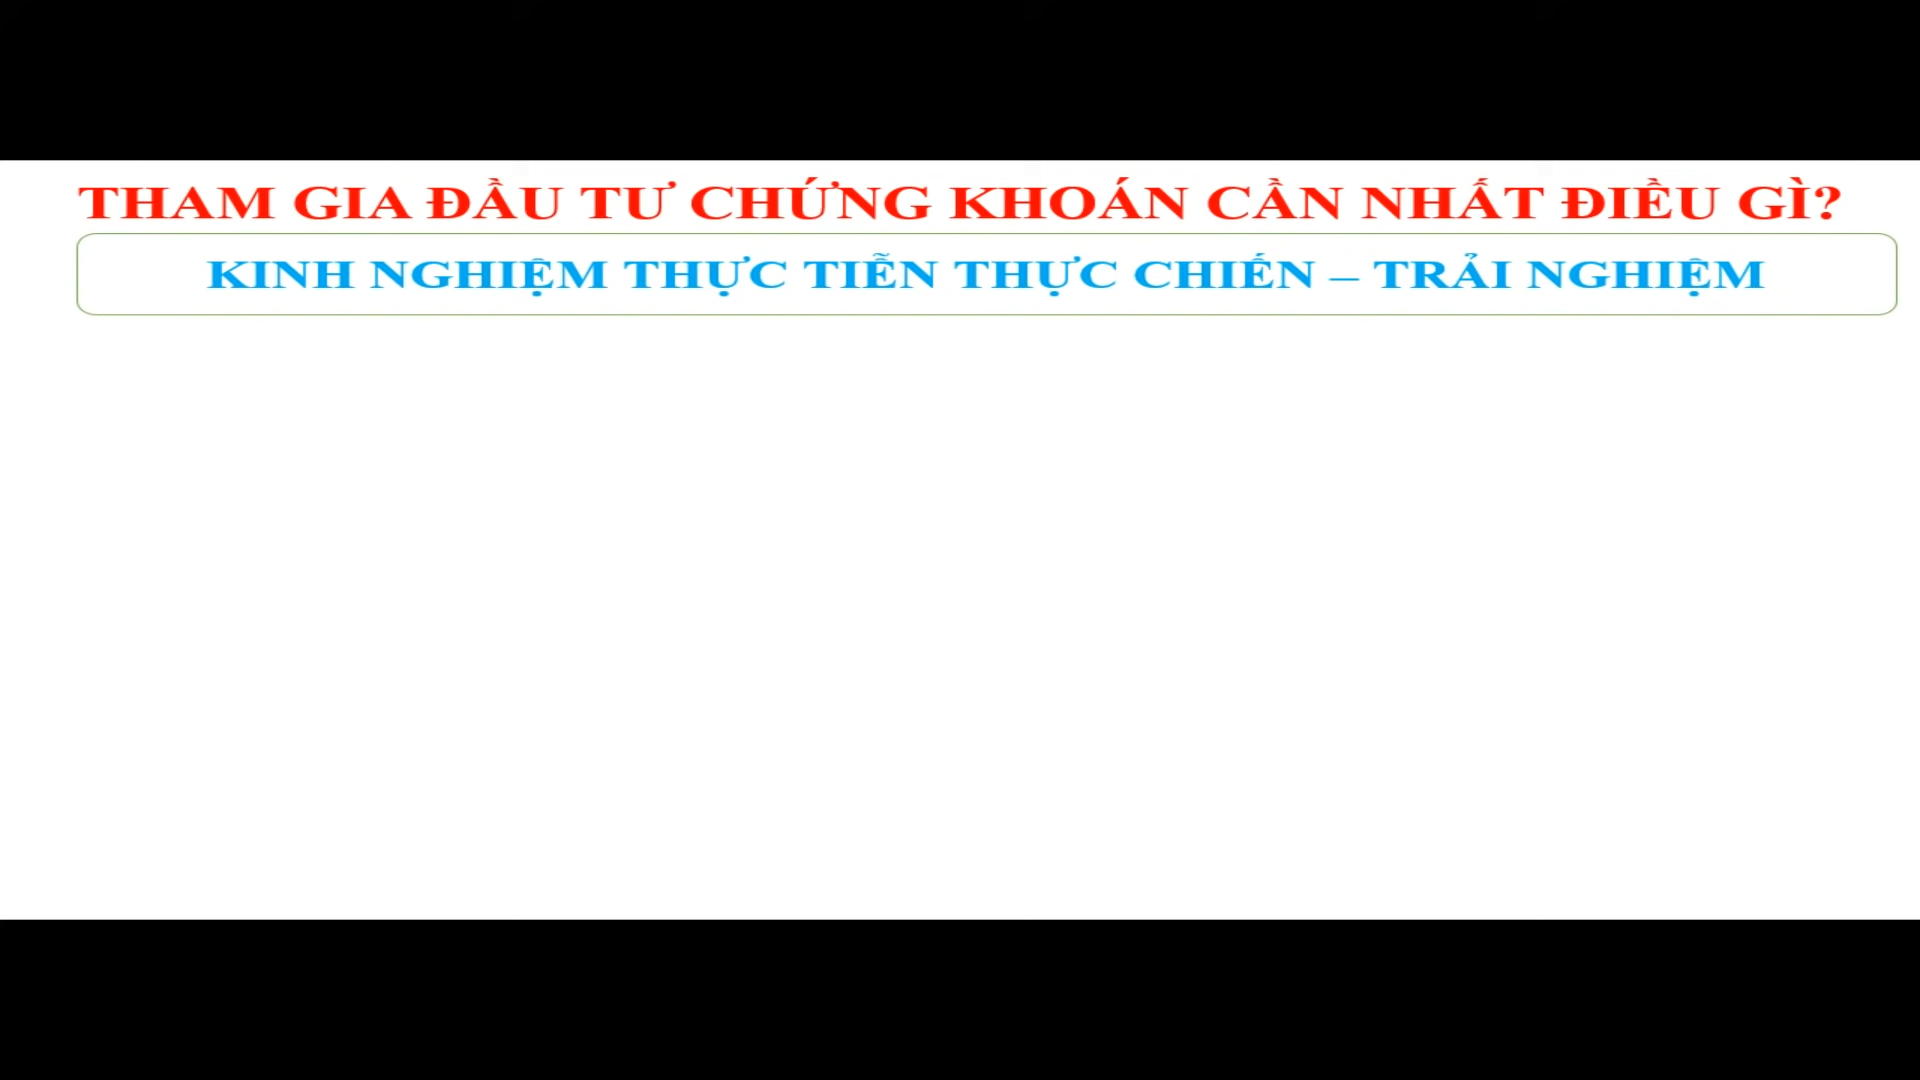 THAM GIA ĐẦU TƯ CHỨNG KHOÁN CẦN NHẤT ĐIỀU GÌ?
KINH NGHIỆM THỰC TIỄN THỰC CHIẾN – TRẢI NGHIỆM